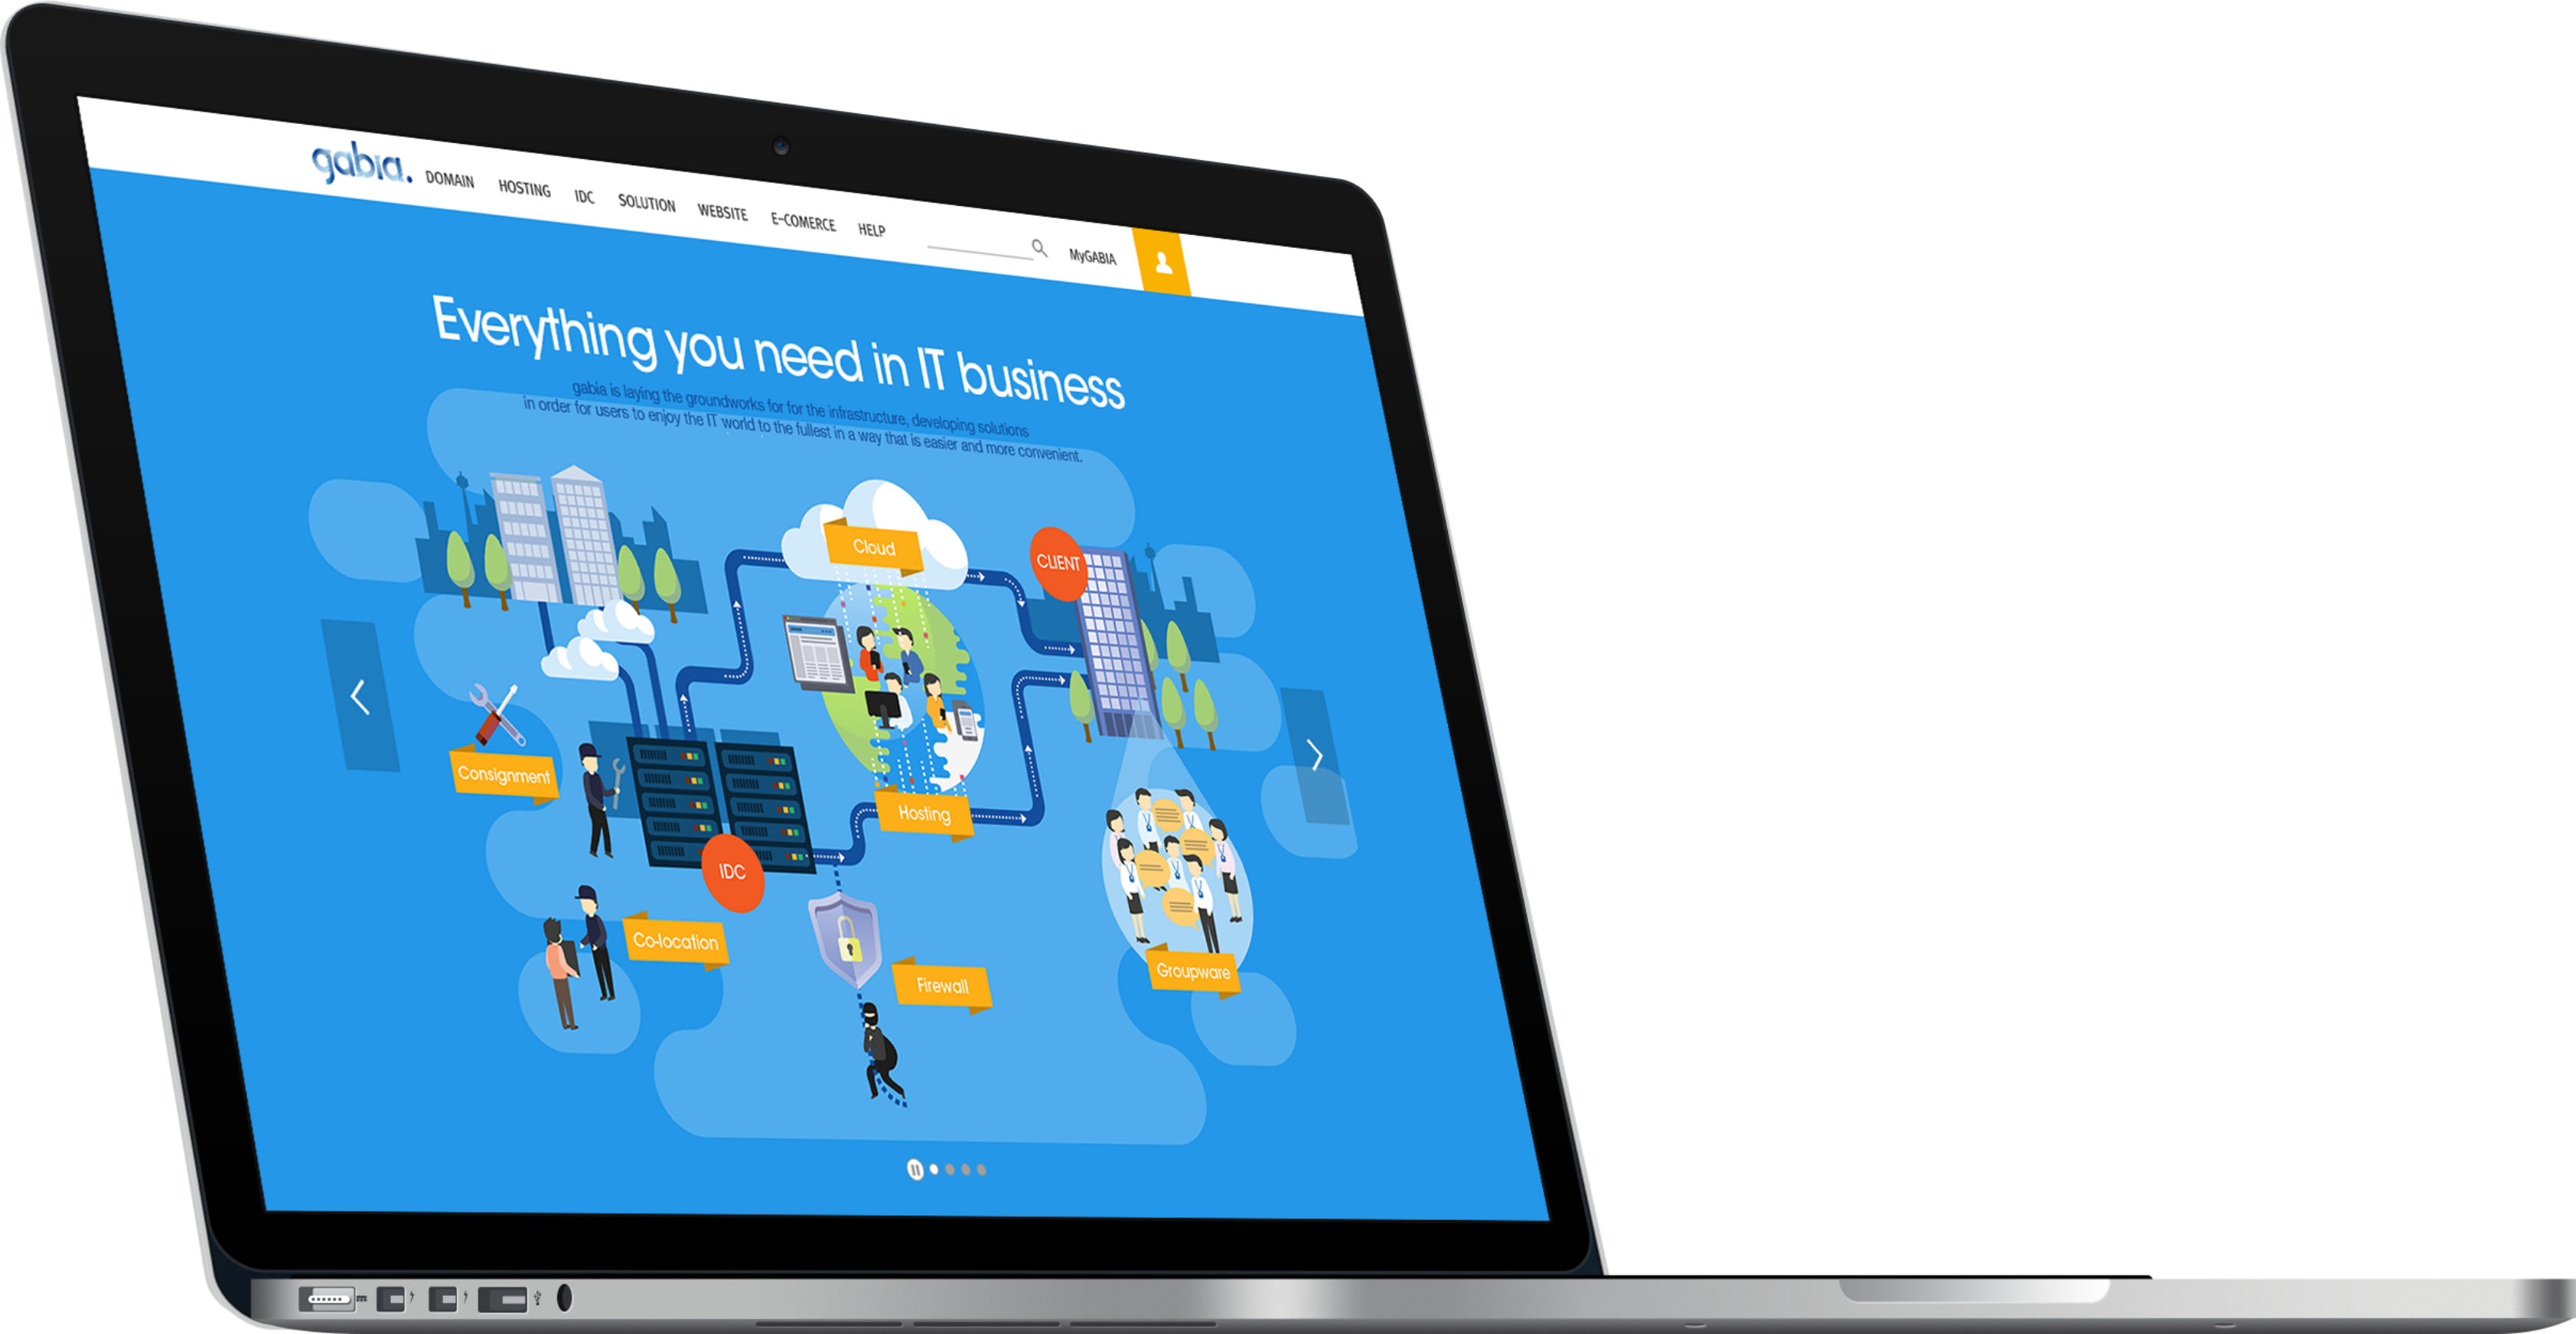 gabia.
DOMAIN HOSTING IDC SOLUTION WEBSITE E-COMERCE HELP MyGABIA
Everything you need in IT business
gabia is laying the groundworks for for the infrastructure, developing solutions
in order for users to enjoy the IT world to the fullest in a way that is easier and more convenient.
Cloud
CLIENT
Consignment
Hosting
IDC
Co-location
Firewall
Groupware